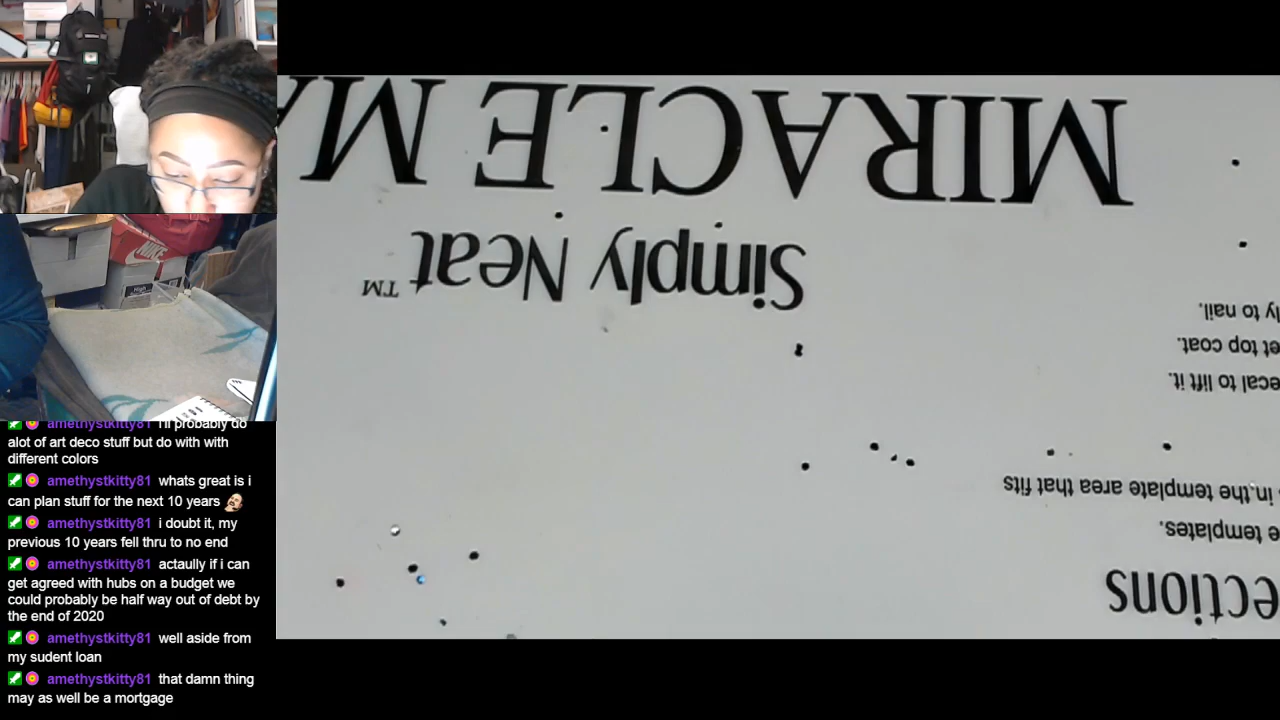 amethystkitty81 i'll probably do
alot of art deco stuff but do with with
different colors
amethystkitty81 whats great is i
can plan stuff for the next 10 years
amethystkitty81 i doubt it, my
previous 10 years fell thru to no end
amethystkitty81 actaully if i can
get agreed with hubs on a budget we
could probably be half way out of debt by
the end of 2020
amethystkitty81 well aside from
my sudent loan
amethystkitty81 that damn thing
may as well be a mortgage
ections
e templates.
in the template area that fits
ecal to lift it.
et top coat.
ly to nail.
Simply Neat™
MIRACLE MA
NIKE